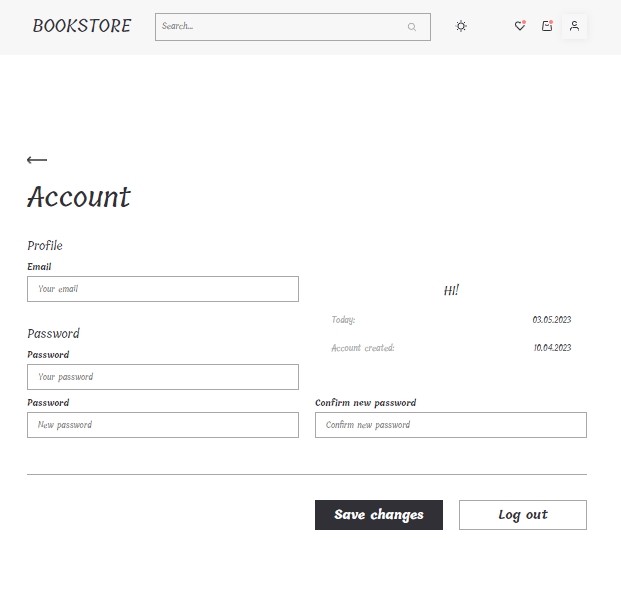 BOOKSTORE
Search...
Account
Profile
Email
Your email
HI!
Today: 03.05.2023
Account created: 10.04.2023
Password
Password
Your password
Password
New password
Confirm new password
Confirm new password
Save changes
Log out